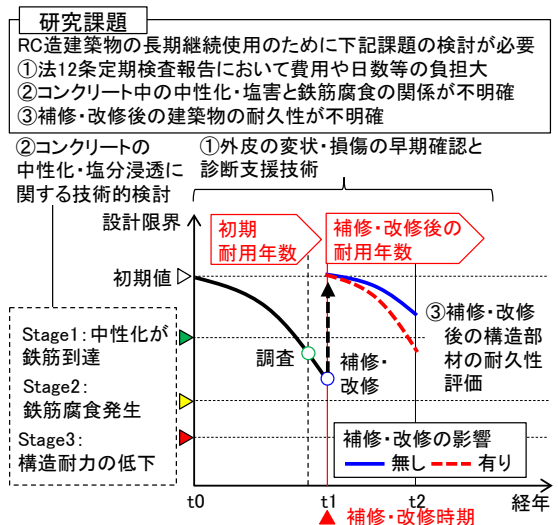 研究課題
RC造建築物の長期継続使用のために下記課題の検討が必要
①法12条定期検査報告において費用や日数等の負担大
②コンクリート中の中性化・塩害と鉄筋腐食の関係が不明確
③補修・改修後の建築物の耐久性が不明確
②コンクリートの
中性化・塩分浸透に
関する技術的検討
①外皮の変状・損傷の早期確認と
診断支援技術
設計限界
初期
耐用年数
補修・改修後の
耐用年数
初期値
Stage1:中性化が
鉄筋到達
Stage2:
鉄筋腐食発生
Stage3:
構造耐力の低下
調査
補修・
改修
③補修・改修
後の構造部
材の耐久性
評価
補修・改修の影響
無し
有り
t0
t1
t2
経年
補修・改修時期